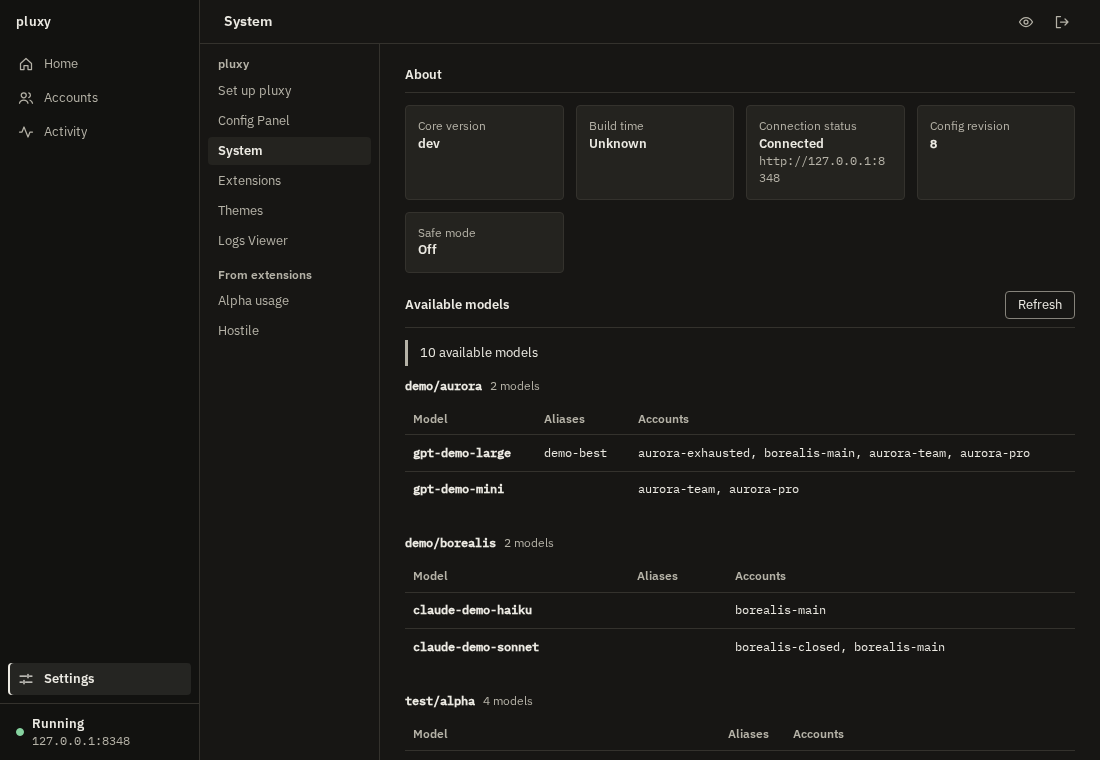 pluxy
System
Home
Accounts
Activity
Settings
Running
127.0.0.1:8348
pluxy
Set up pluxy
Config Panel
System
Extensions
Themes
Logs Viewer
From extensions
Alpha usage
Hostile
About
Core version
dev
Build time
Unknown
Connection status
Connected
http://127.0.0.1:8
348
Config revision
8
Safe mode
Off
Available models
Refresh
10 available models
demo/aurora 2 models
Model Aliases Accounts
gpt-demo-large demo-best aurora-exhausted, borealis-main, aurora-team, aurora-pro
gpt-demo-mini aurora-team, aurora-pro
demo/borealis 2 models
Model Aliases Accounts
claude-demo-haiku borealis-main
claude-demo-sonnet borealis-closed, borealis-main
test/alpha 4 models
Model Aliases Accounts